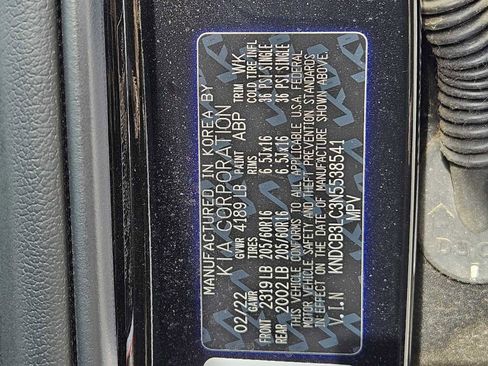 MANUFACTURED IN KOREA BY
KIA CORPORATION
02/22 GVWR 4189 LB PAINT ABP TRIM WK
GAWR TIRES RIMS COLD TIRE INFL
FRONT 2319 LB 205/60R16 6.5Jx16 36 PSI SINGLE
REAR 2002 LB 205/60R16 6.5Jx16 36 PSI SINGLE
THIS VEHICLE CONFORMS TO ALL APPLICABLE U.S.A. FEDERAL
MOTOR VEHICLE SAFETY AND THEFT PREVENTION STANDARDS
IN EFFECT ON THE DATE OF MANUFACTURE SHOWN ABOVE.
V.I.N KNDCB3LC3N5538541
MPV